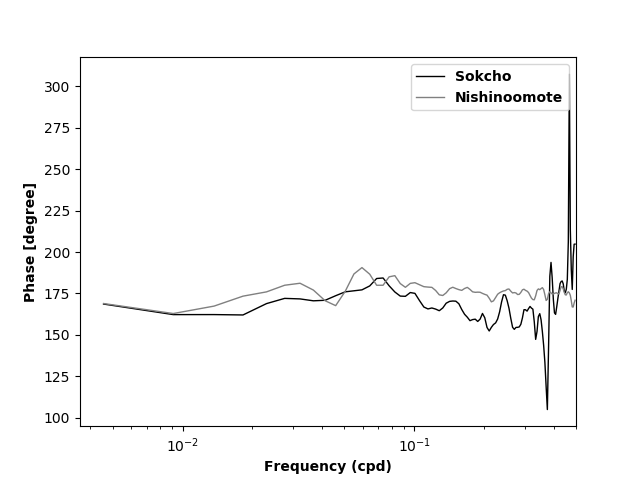 Sokcho
Nishinoomote
300
275
250
225
200
175
150
125
100
Phase [degree]
10⁻² 10⁻¹
Frequency (cpd)